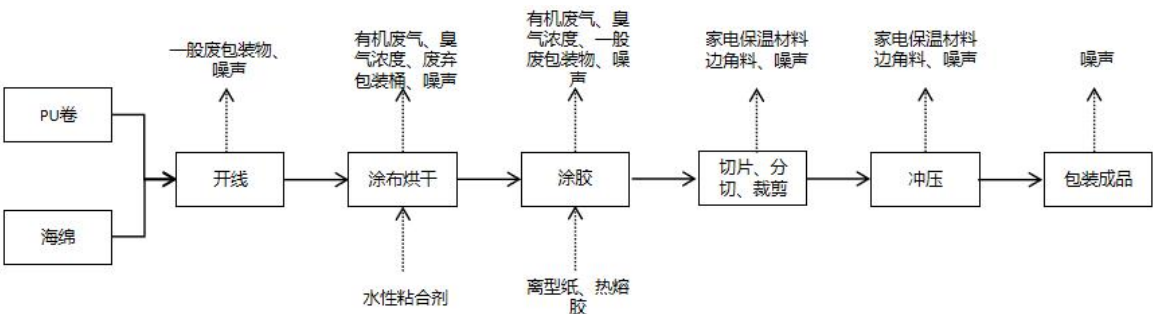 一般废包装物、
噪声
有机废气、臭
气浓度、废弃
包装桶、噪声
有机废气、臭
气浓度、一般
废包装物、噪
声
家电保温材料
边角料、噪声
家电保温材料
边角料、噪声
噪声
PU卷
海绵
开线
涂布烘干
涂胶
切片、分
切、裁剪
冲压
包装成品
水性粘合剂
离型纸、热熔
胶